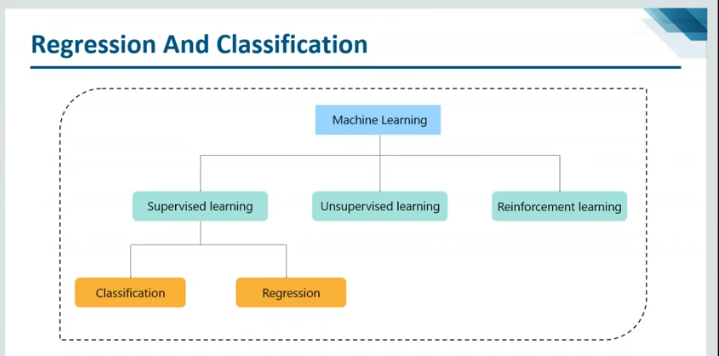 Regression And Classification
Machine Learning
Supervised learning
Unsupervised learning
Reinforcement learning
Classification
Regression